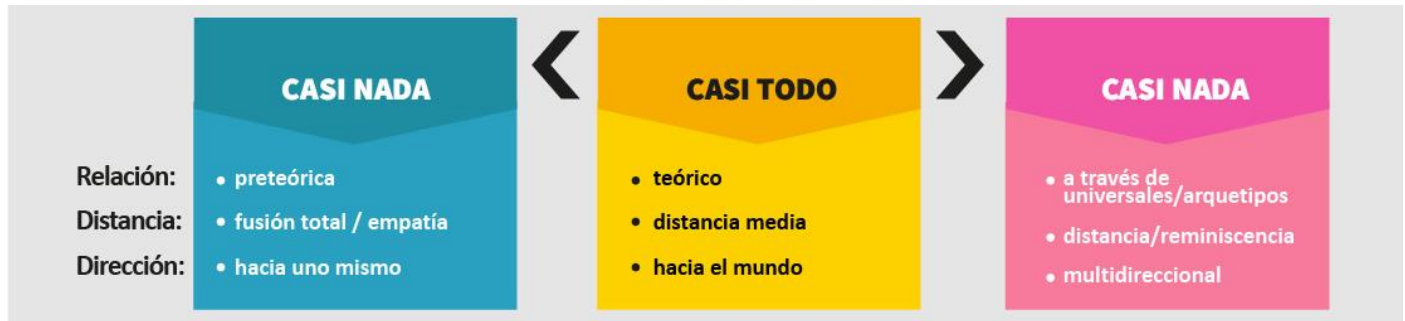 CASI NADA
CASI TODO
CASI NADA
Relación:
• preteórica
• teórico
• a través de
universales/arquetipos
Distancia:
• fusión total / empatía
• distancia media
• distancia/reminiscencia
Dirección:
• hacia uno mismo
• hacia el mundo
• multidireccional